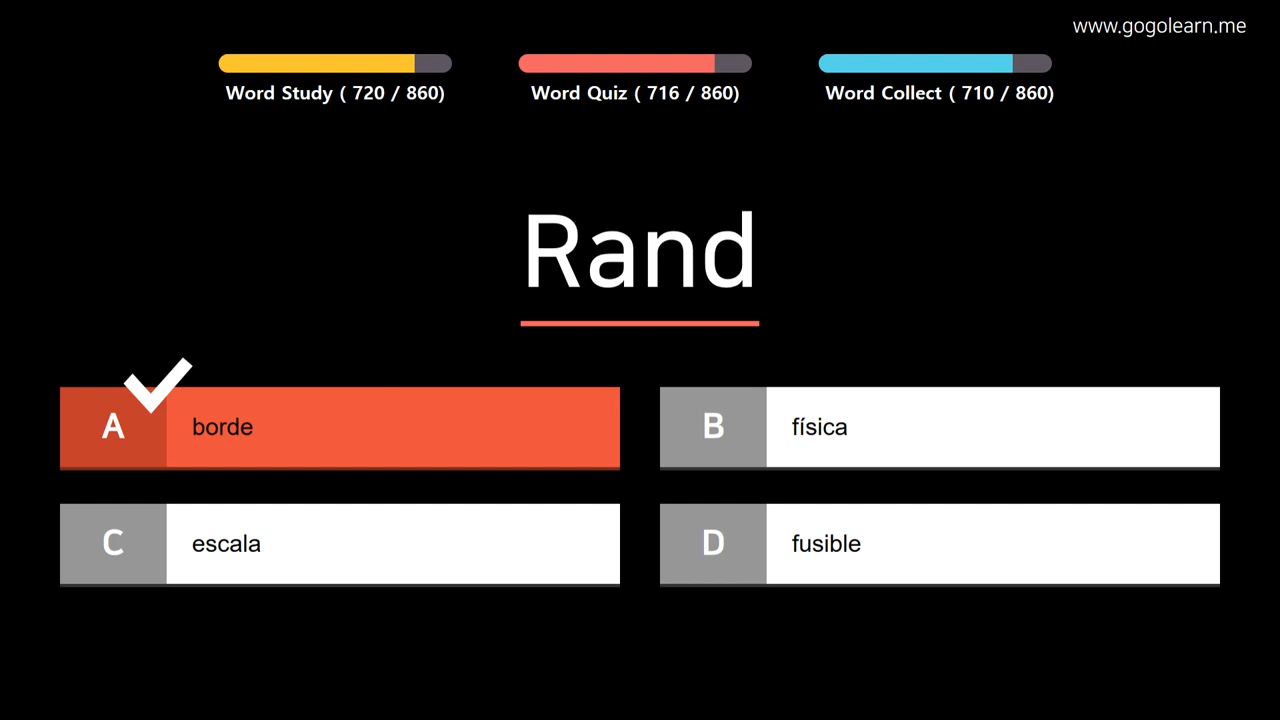 www.gogolearn.me
Word Study ( 720 / 860)
Word Quiz ( 716 / 860)
Word Collect ( 710 / 860)
Rand
A borde
B física
C escala
D fusible